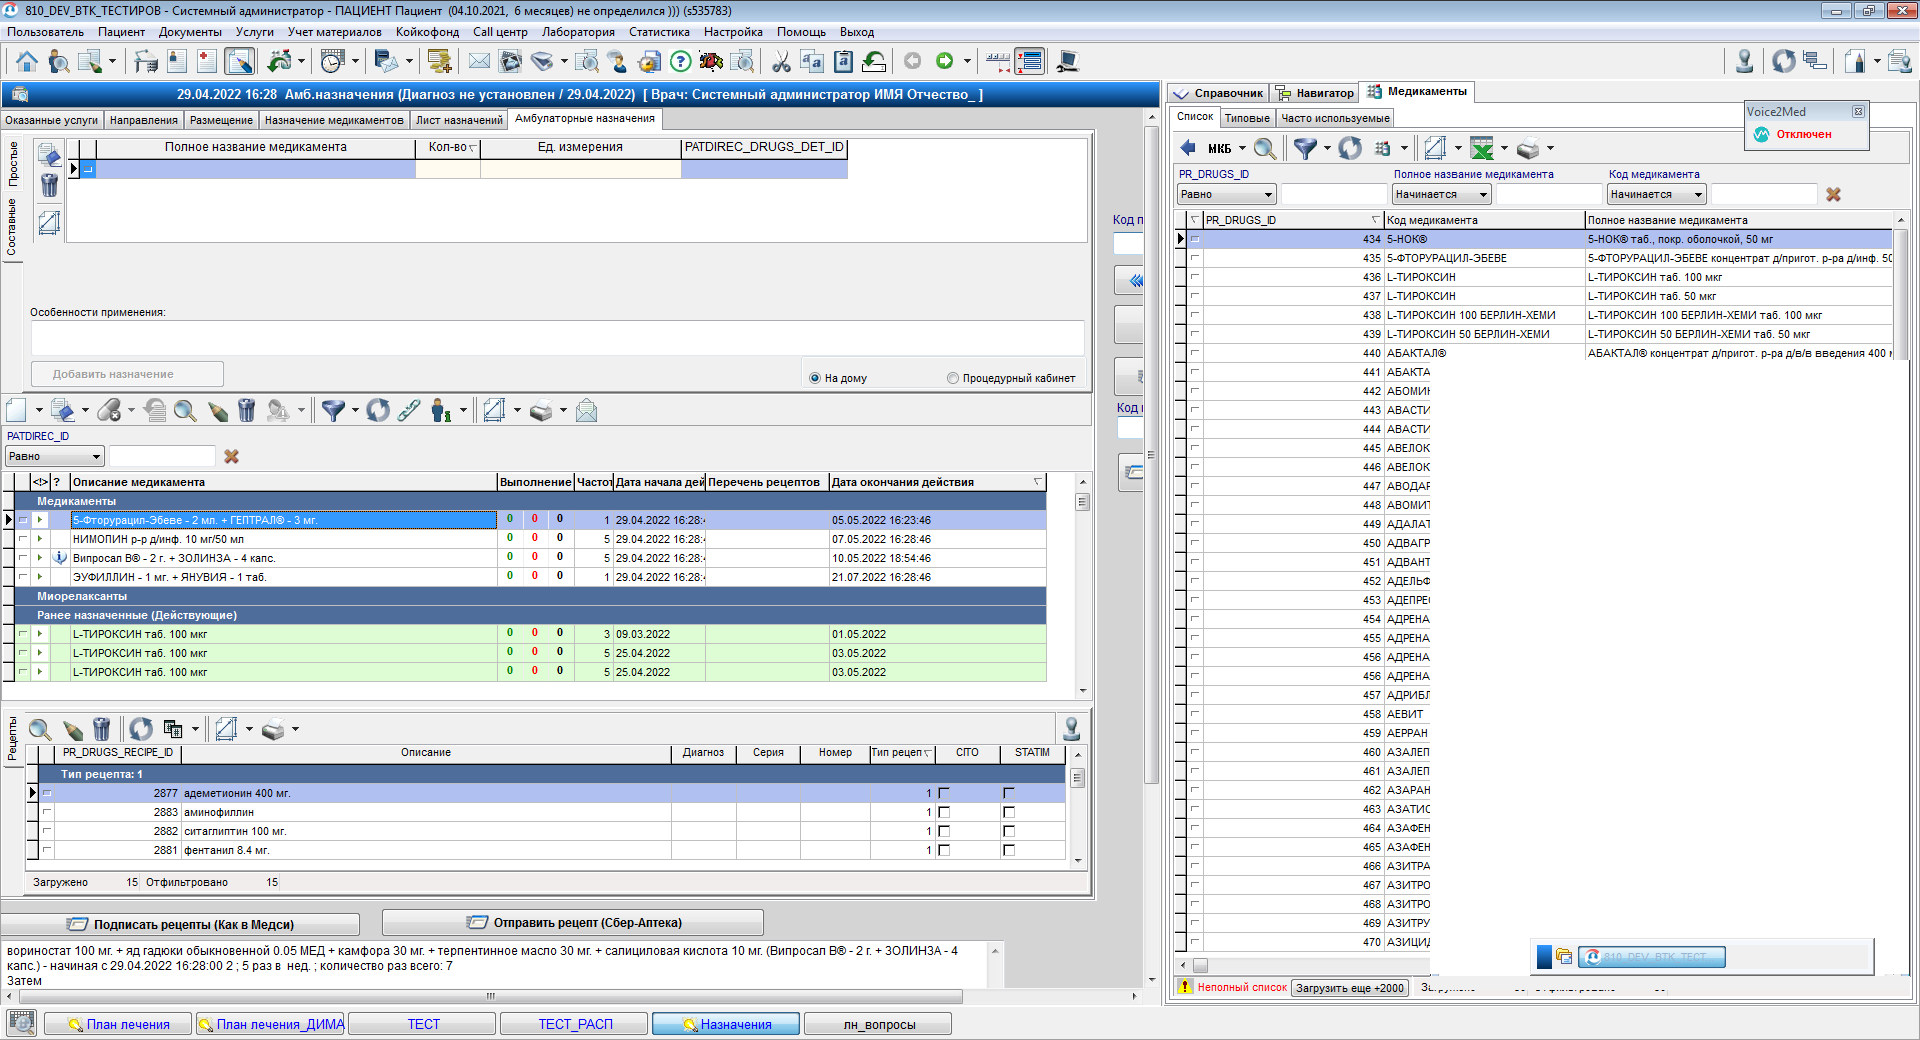 810_DEV_BTK_ТЕСТИРОВ - Системный администратор - ПАЦИЕНТ Пациент (04.10.2021, 6 месяцев) не определился ))) (s535783)
Пользователь Пациент Документы Услуги Учет материалов Койкофонд Call центр Лаборатория Статистика Настройка Помощь Выход
29.04.2022 16:28 Амб.назначения (Диагноз не установлен / 29.04.2022) [ Врач: Системный администратор ИМЯ Отчество_ ]
Оказанные услуги Направления Размещение Назначение медикаментов Лист назначений Амбулаторные назначения
Простые
Составные
Полное название медикамента Кол-во Ед. измерения PATDIREC_DRUGS_DET_ID
Особенности применения:
Добавить назначение
На дому Процедурный кабинет
Код п
PATDIREC_ID
Равно
<!> ? Описание медикамента Выполнение Частот Дата начала дей Перечень рецептов Дата окончания действия
Медикаменты
5-Фторурацил-Эбеве - 2 мл. + ГЕПТРАЛ® - 3 мг. 0 0 0 1 29.04.2022 16:28: 05.05.2022 16:23:46
НИМОПИН р-р д/инф. 10 мг/50 мл 0 0 0 5 29.04.2022 16:28: 07.05.2022 16:28:46
Випросал В® - 2 г. + ЗОЛИНЗА - 4 капс. 0 0 0 5 29.04.2022 16:28: 10.05.2022 18:54:46
ЭУФИЛЛИН - 1 мг. + ЯНУВИЯ - 1 таб. 0 0 0 1 29.04.2022 16:28: 21.07.2022 16:28:46
Миорелаксанты
Ранее назначенные (Действующие)
L-ТИРОКСИН таб. 100 мкг 0 0 0 3 09.03.2022 01.05.2022
L-ТИРОКСИН таб. 100 мкг 0 0 0 5 25.04.2022 03.05.2022
L-ТИРОКСИН таб. 100 мкг 0 0 0 5 25.04.2022 03.05.2022
Рецепты
PR_DRUGS_RECIPE_ID Описание Диагноз Серия Номер Тип рецеп CITO STATIM
Тип рецепта: 1
2877 адеметионин 400 мг. 1
2883 аминофиллин 1
2882 ситаглиптин 100 мг. 1
2881 фентанил 8.4 мг. 1
Загружено 15 Отфильтровано 15
Подписать рецепты (Как в Медси) Отправить рецепт (Сбер-Аптека)
вориностат 100 мг. + яд гадюки обыкновенной 0.05 МЕД + камфора 30 мг. + терпентинное масло 30 мг. + салициловая кислота 10 мг. (Випросал В® - 2 г. + ЗОЛИНЗА - 4
капс.) - начиная с 29.04.2022 16:28:00 2 ; 5 раз в нед. ; количество раз всего: 7
Затем
План лечения План лечения_ДИМА ТЕСТ ТЕСТ_РАСП Назначения лн_вопросы
Справочник Навигатор Медикаменты
Список Типовые Часто используемые
Voice2Med
Отключен
МКБ
PR_DRUGS_ID Полное название медикамента Код медикамента
Равно Начинается Начинается
PR_DRUGS_ID Код медикамента Полное название медикамента
434 5-НОК® 5-НОК® таб., покр. оболочкой, 50 мг
435 5-ФТОРУРАЦИЛ-ЭБЕВЕ 5-ФТОРУРАЦИЛ-ЭБЕВЕ концентрат д/пригот. р-ра д/инф. 50
436 L-ТИРОКСИН L-ТИРОКСИН таб. 100 мкг
437 L-ТИРОКСИН L-ТИРОКСИН таб. 50 мкг
438 L-ТИРОКСИН 100 БЕРЛИН-ХЕМИ L-ТИРОКСИН 100 БЕРЛИН-ХЕМИ таб. 100 мкг
439 L-ТИРОКСИН 50 БЕРЛИН-ХЕМИ L-ТИРОКСИН 50 БЕРЛИН-ХЕМИ таб. 50 мкг
440 АБАКТАЛ® АБАКТАЛ® концентрат д/пригот. р-ра д/в/в введения 400
441 АБАКТА
442 АБОМИН
443 АВАСТИ
444 АВАСТИ
445 АВЕЛОК
446 АВЕЛОК
447 АВОДАР
448 АВОМИТ
449 АДАЛАТ
450 АДВАГР
451 АДВАНТ
452 АДЕЛЬФ
453 АДЕПРЕ
454 АДРЕНА
455 АДРЕНА
456 АДРЕНА
456 АДРЕНА
457 АДРИБЛ
458 АЕВИТ
459 АЕРРАН
460 АЗАЛЕП
461 АЗАЛЕП
462 АЗАРАН
463 АЗАТИО
464 АЗАФЕН
465 АЗАФЕН
466 АЗИТРА
467 АЗИТРО
468 АЗИТРО
469 АЗИТРУ
470 АЗИЦИД
810_DEV_BTK_ТЕСТ
Неполный список Загрузить еще +2000